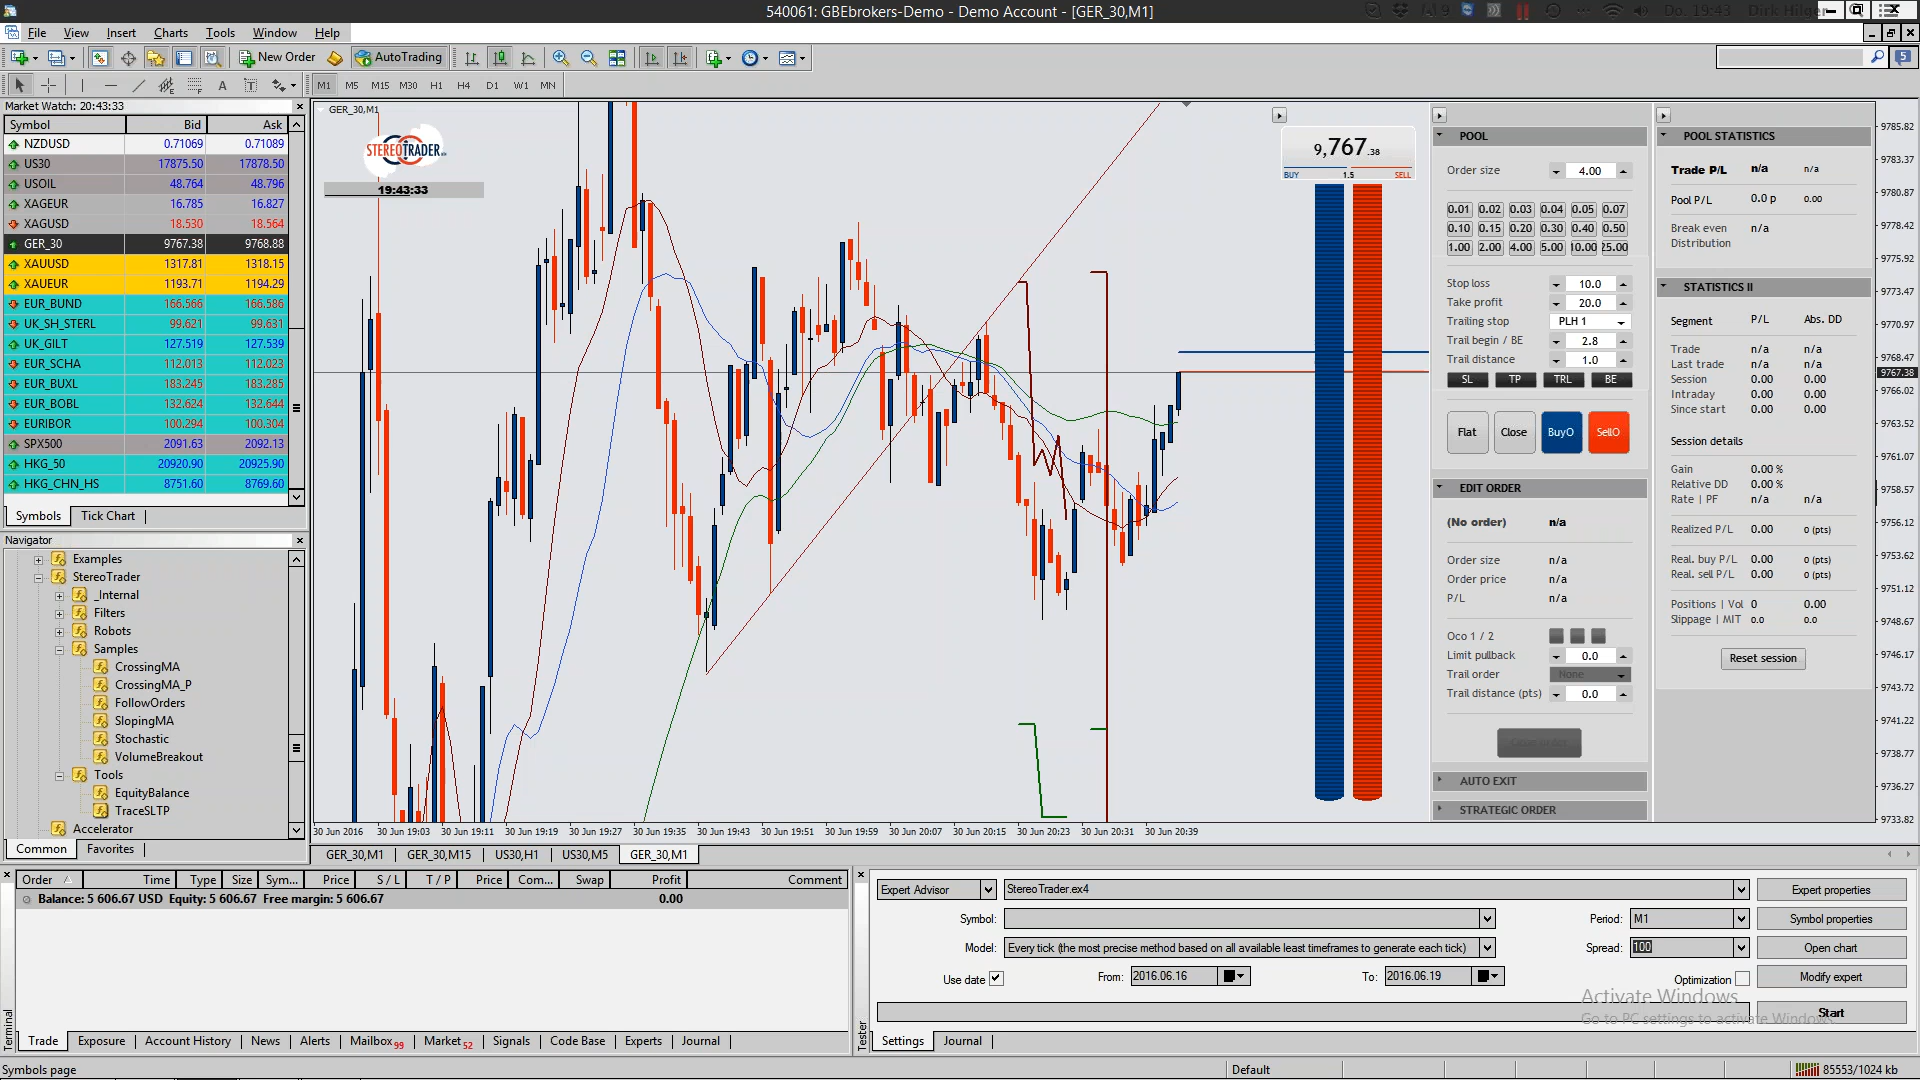 540061: GBEbrokers-Demo - Demo Account - [GER_30,M1]
Do. 19:43 Dirk Hilger
File View Insert Charts Tools Window Help
New Order AutoTrading
M1 M5 M15 M30 H1 H4 D1 W1 MN
Market Watch: 20:43:33
Symbol Bid Ask
NZDUSD 0.71069 0.71089
US30 17875.50 17878.50
USOIL 48.764 48.796
XAGEUR 16.785 16.827
XAGUSD 18.530 18.564
GER_30 9767.38 9768.88
XAUUSD 1317.81 1318.15
XAUEUR 1193.71 1194.29
EUR_BUND 166.566 166.586
UK_SH_STERL 99.621 99.631
UK_GILT 127.519 127.539
EUR_SCHA 112.013 112.023
EUR_BUXL 183.245 183.285
EUR_BOBL 132.624 132.644
EURIBOR 100.294 100.304
SPX500 2091.63 2092.13
HKG_50 20920.90 20925.90
HKG_CHN_HS 8751.60 8769.60
Symbols Tick Chart
Navigator
Examples
StereoTrader
_Internal
Filters
Robots
Samples
CrossingMA
CrossingMA_P
FollowOrders
SlopingMA
Stochastic
VolumeBreakout
Tools
EquityBalance
TraceSLTP
Accelerator
Common Favorites
GER_30,M1
STEREOTRADER
19:43:33
9,767.38
BUY 1.5 SELL
30 Jun 2016 30 Jun 19:03 30 Jun 19:11 30 Jun 19:19 30 Jun 19:27 30 Jun 19:35 30 Jun 19:43 30 Jun 19:51 30 Jun 19:59 30 Jun 20:07 30 Jun 20:15 30 Jun 20:23 30 Jun 20:31 30 Jun 20:39
GER_30,M1 GER_30,M15 US30,H1 US30,M5 GER_30,M1
POOL
Order size 4.00
0.01 0.02 0.03 0.04 0.05 0.07
0.10 0.15 0.20 0.30 0.40 0.50
1.00 2.00 4.00 5.00 10.00 25.00
Stop loss 10.0
Take profit 20.0
Trailing stop PLH 1
Trail begin / BE 2.8
Trail distance 1.0
SL TP TRL BE
Flat Close BuyO SellO
EDIT ORDER
(No order) n/a
Order size n/a
Order price n/a
P/L n/a
Oco 1 / 2
Limit pullback 0.0
Trail order None
Trail distance (pts) 0.0
AUTO EXIT
STRATEGIC ORDER
POOL STATISTICS
Trade P/L n/a n/a
Pool P/L 0.0 p 0.00
Break even n/a
Distribution
STATISTICS II
Segment P/L Abs. DD
Trade n/a n/a
Last trade n/a n/a
Session 0.00 0.00
Intraday 0.00 0.00
Since start 0.00 0.00
Session details
Gain 0.00 %
Relative DD 0.00 %
Rate | PF n/a n/a
Realized P/L 0.00 0 (pts)
Real. buy P/L 0.00 0 (pts)
Real. sell P/L 0.00 0 (pts)
Positions | Vol 0 0.00
Slippage | MIT 0.0 0.0
Reset session
9785.82
9783.37
9780.87
9778.42
9775.92
9773.47
9770.97
9768.47
9767.38
9766.02
9763.52
9761.07
9758.57
9756.12
9753.62
9751.12
9748.67
9746.17
9743.72
9741.22
9738.77
9736.27
9733.82
Order Time Type Size Sym... Price S / L T / P Price Com... Swap Profit Comment
Balance: 5 606.67 USD Equity: 5 606.67 Free margin: 5 606.67 0.00
Terminal
Trade Exposure Account History News Alerts Mailbox 99 Market 52 Signals Code Base Experts Journal
Expert Advisor StereoTrader.ex4 Expert properties
Symbol: Period: M1 Symbol properties
Model: Every tick (the most precise method based on all available least timeframes to generate each tick) Spread: 100 Open chart
Use date From: 2016.06.16 To: 2016.06.19 Optimization Modify expert
Activate Windows
Go to PC settings to activate Windows.
Start
Tester
Settings Journal
Symbols page Default 85553/1024 kb